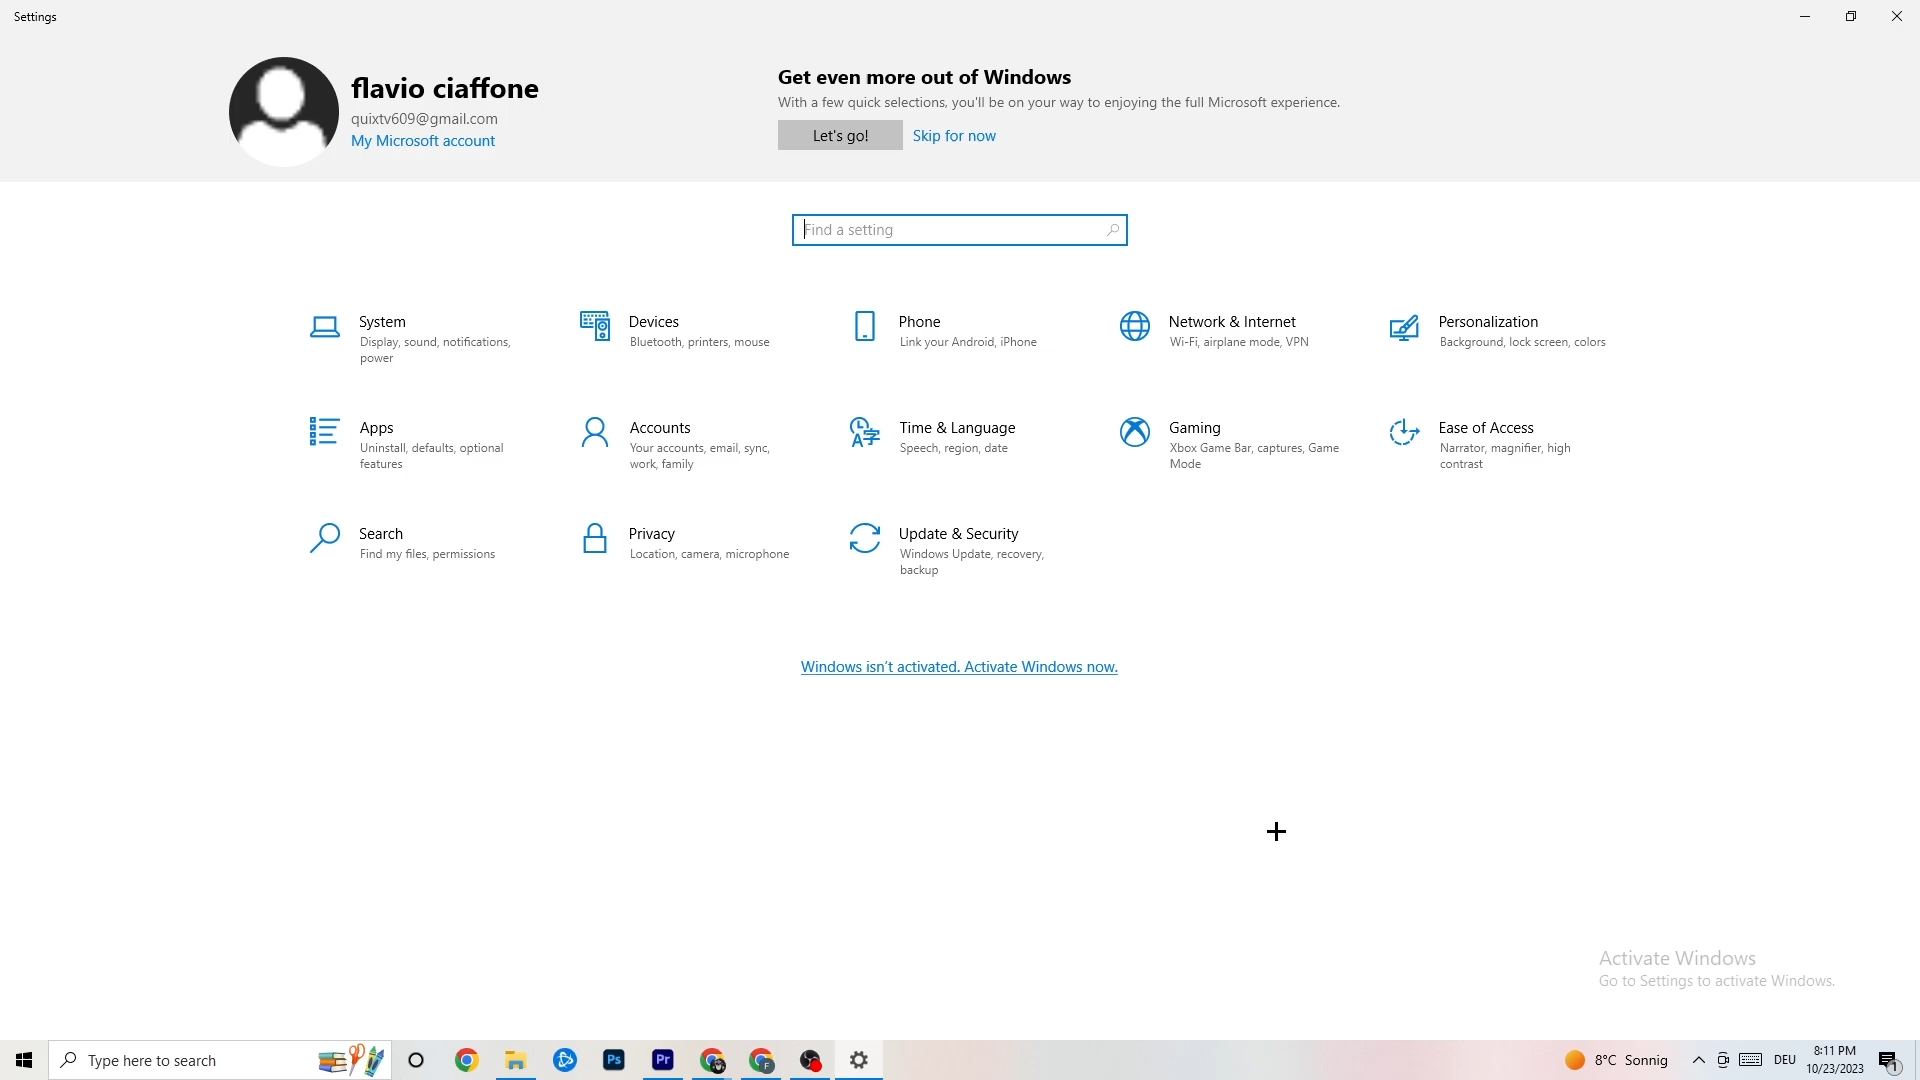 Settings
flavio ciaffone
quixtv609@gmail.com
My Microsoft account
Get even more out of Windows
With a few quick selections, you'll be on your way to enjoying the full Microsoft experience.
Let's go! Skip for now
Find a setting
System
Display, sound, notifications,
power
Devices
Bluetooth, printers, mouse
Phone
Link your Android, iPhone
Network & Internet
Wi-Fi, airplane mode, VPN
Personalization
Background, lock screen, colors
Apps
Uninstall, defaults, optional
features
Accounts
Your accounts, email, sync,
work, family
Time & Language
Speech, region, date
Gaming
Xbox Game Bar, captures, Game
Mode
Ease of Access
Narrator, magnifier, high
contrast
Search
Find my files, permissions
Privacy
Location, camera, microphone
Update & Security
Windows Update, recovery,
backup
Windows isn't activated. Activate Windows now.
Activate Windows
Go to Settings to activate Windows.
Type here to search
Ps
Pr
F
8°C Sonnig
DEU
8:11 PM
10/23/2023
1